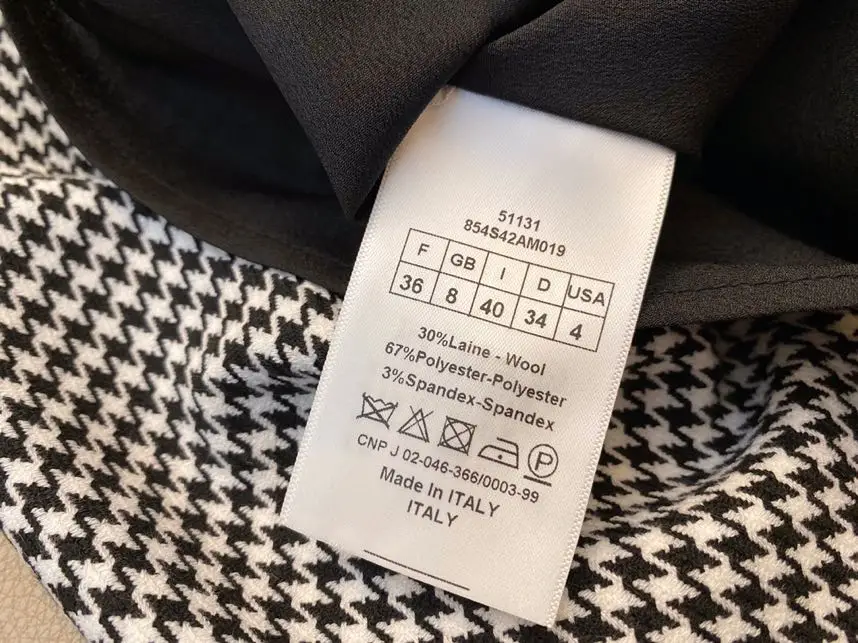 51131
854S42AM019
F GB I D USA
36 8 40 34 4
30%Laine - Wool
67%Polyester-Polyester
3%Spandex-Spandex
P
CNP J 02-046-366/0003-99
Made In ITALY
ITALY